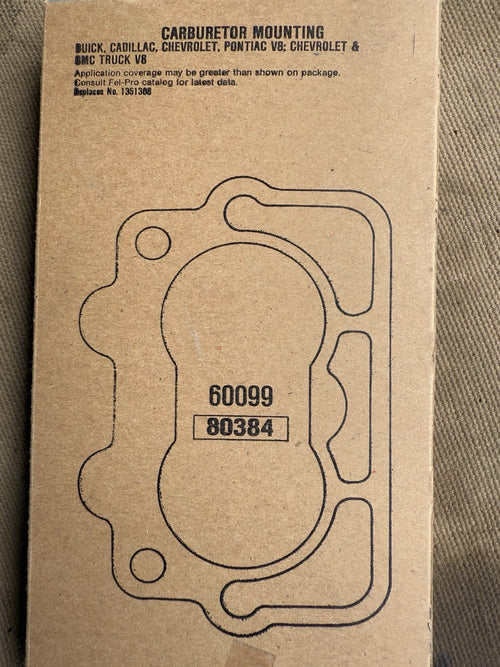 CARBURETOR MOUNTING
BUICK, CADILLAC, CHEVROLET, PONTIAC V8; CHEVROLET &
GMC TRUCK V8
Application coverage may be greater than shown on package.
Consult Fel-Pro catalog for latest data.
Replaces No. 1351368
60099
80384